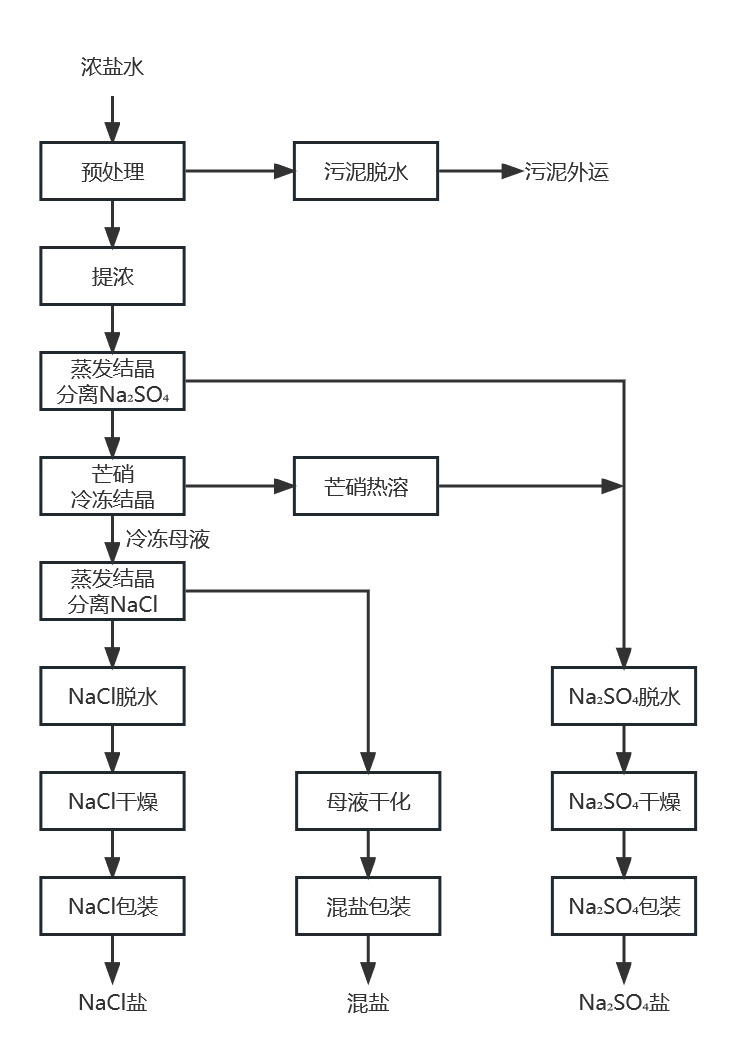 浓盐水
预处理
污泥脱水
污泥外运
提浓
蒸发结晶
分离Na₂SO₄
芒硝
冷冻结晶
芒硝热溶
冷冻母液
蒸发结晶
分离NaCl
NaCl脱水
Na₂SO₄脱水
NaCl干燥
母液干化
Na₂SO₄干燥
NaCl包装
混盐包装
Na₂SO₄包装
NaCl盐
混盐
Na₂SO₄盐